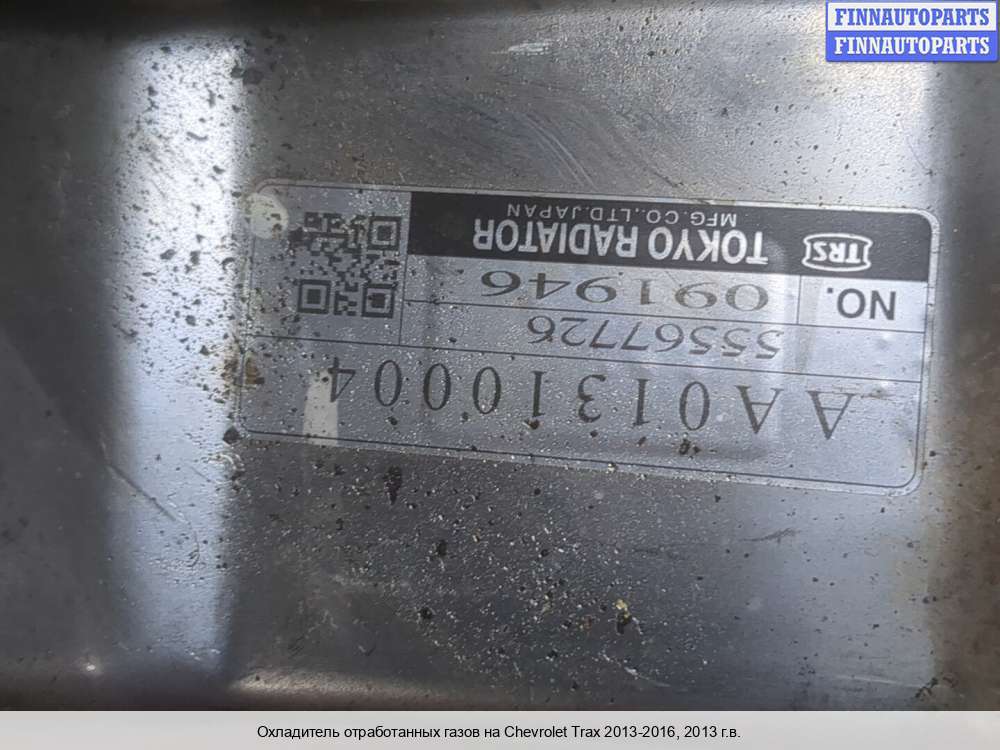 FINNAUTOPARTS
FINNAUTOPARTS
TRS
TOKYO RADIATOR
MFG. CO., LTD. JAPAN
NO.
091946
55567726
AA01310004
Охладитель отработанных газов на Chevrolet Trax 2013-2016, 2013 г.в.